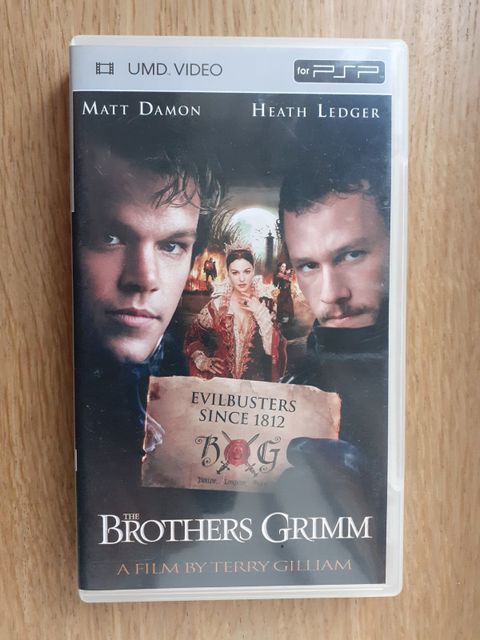 UMD. VIDEO
for PSP
MATT DAMON
HEATH LEDGER
EVILBUSTERS
SINCE 1812
B G
THE
BROTHERS GRIMM
A FILM BY TERRY GILLIAM